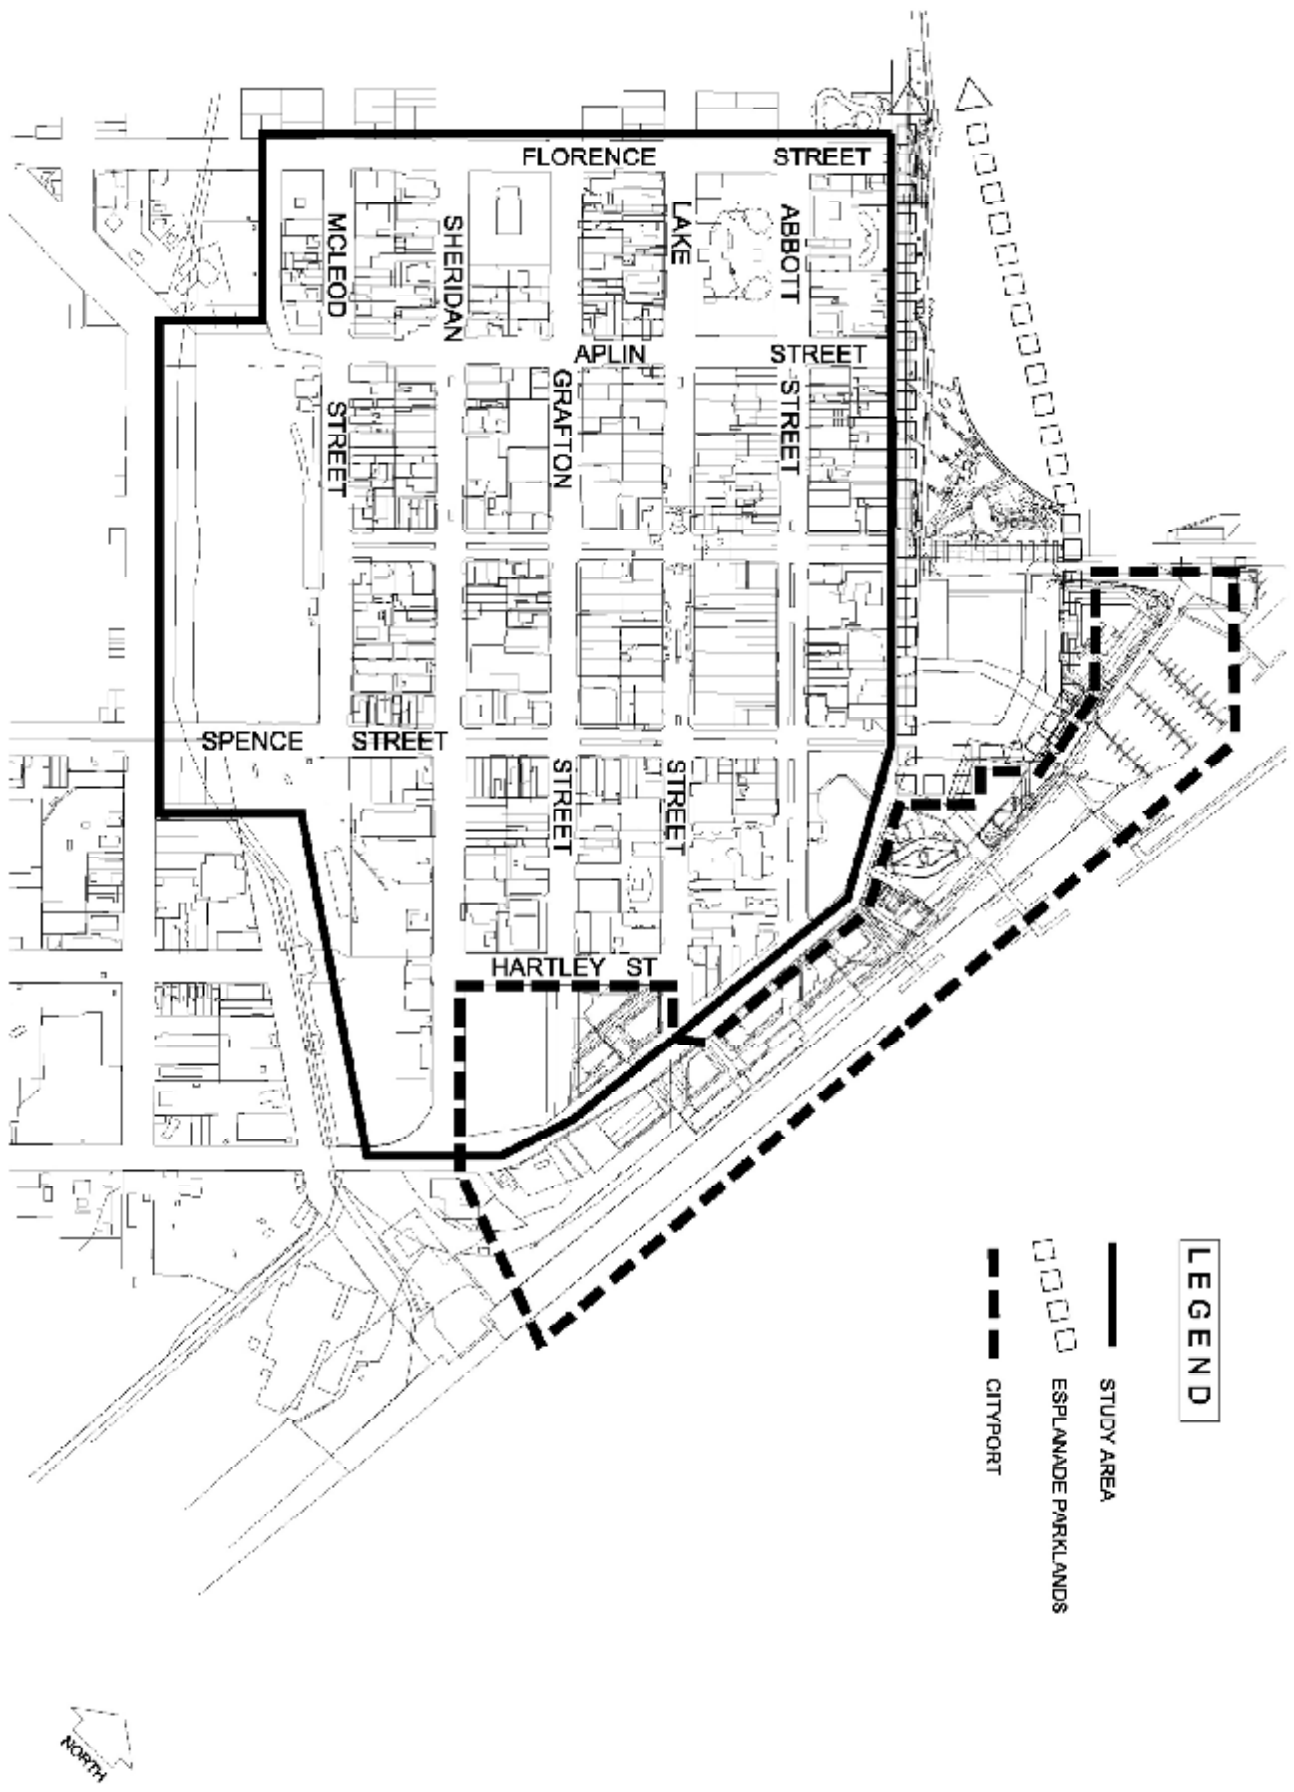 FLORENCE STREET
MCLEOD
SHERIDAN
LAKE
ABBOTT
APLIN STREET
STREET
GRAFTON
STREET
SPENCE STREET
STREET
STREET
HARTLEY ST
LEGEND
STUDY AREA
ESPLANADE PARKLANDS
CITYPORT
NORTH